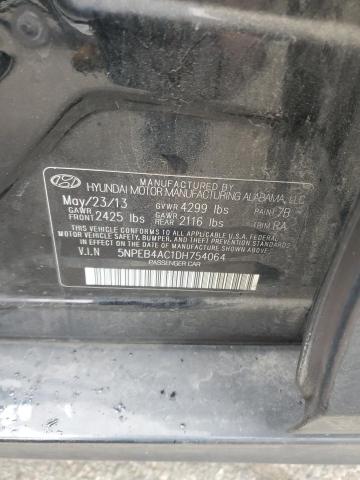 MANUFACTURED BY
HYUNDAI MOTOR MANUFACTURING ALABAMA, LLC
May/23/13 GVWR 4299 lbs PAINT 7B
GAWR FRONT 2425 lbs GAWR REAR 2116 lbs TRIM RA
THIS VEHICLE CONFORMS TO ALL APPLICABLE U.S.A. FEDERAL
MOTOR VEHICLE SAFETY, BUMPER, AND THEFT
PREVENTION STANDARDS IN EFFECT ON THE DATE OF MANUFACTURE SHOWN ABOVE.
V.I.N 5NPEB4AC1DH754064
PASSENGER CAR